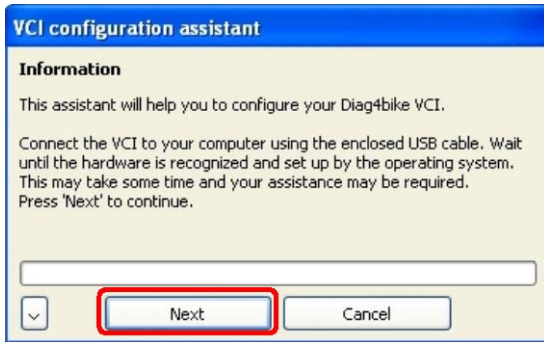 VCI configuration assistant
Information
This assistant will help you to configure your Diag4bike VCI.
Connect the VCI to your computer using the enclosed USB cable. Wait
until the hardware is recognized and set up by the operating system.
This may take some time and your assistance may be required.
Press 'Next' to continue.
Next Cancel